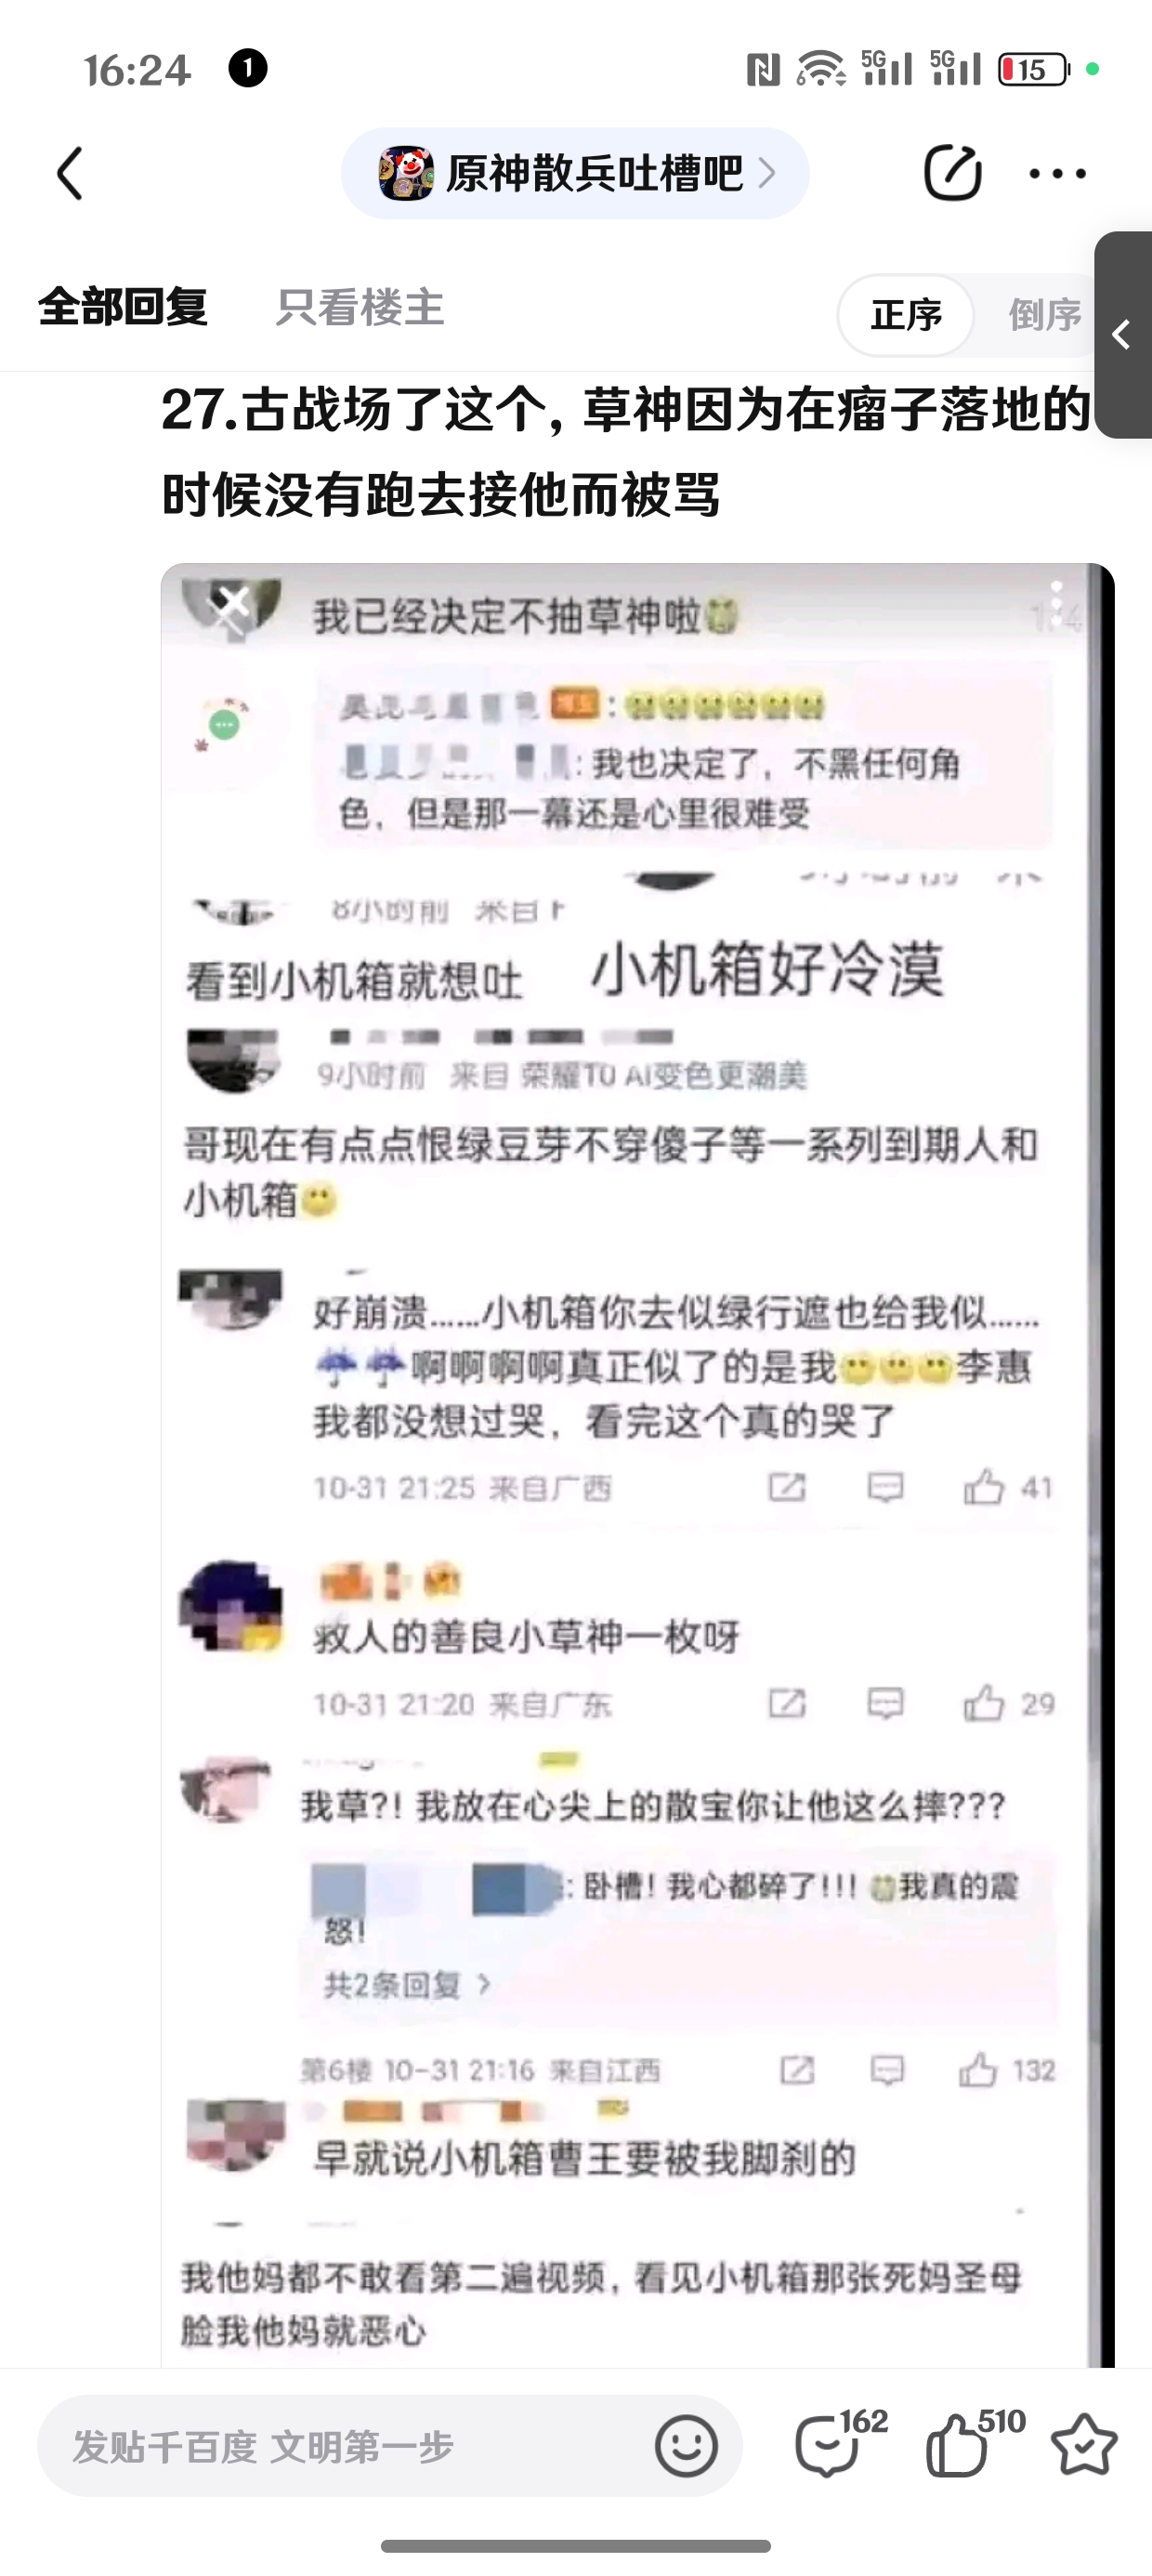 16:24
1
5G
5G
15
原神散兵吐槽吧
全部回复
只看楼主
正序
倒序
27.古战场了这个，草神因为在瘤子落地的
时候没有跑去接他而被骂
我已经决定不抽草神啦
1/4
：我也决定了，不黑任何角
色，但是那一幕还是心里很难受
8小时前 来自
看到小机箱就想吐
小机箱好冷漠
9小时前 来自 荣耀70 AI变色更潮美
哥现在有点点恨绿豆芽不穿傻子等一系列到期人和
小机箱
好崩溃……小机箱你去似绿行遮也给我似……
啊啊啊啊真正似了的是我李惠
我都没想过哭，看完这个真的哭了
10-31 21:25 来自广西
41
救人的善良小草神一枚呀
10-31 21:20 来自广东
29
我草?! 我放在心尖上的散宝你让他这么摔???
: 卧槽! 我心都碎了!!! 我真的震
怒!
共2条回复 >
第6楼 10-31 21:16 来自江西
132
早就说小机箱曹王要被我脚刹的
我他妈都不敢看第二遍视频，看见小机箱那张死妈圣母
脸我他妈就恶心
发贴千百度 文明第一步
162
510